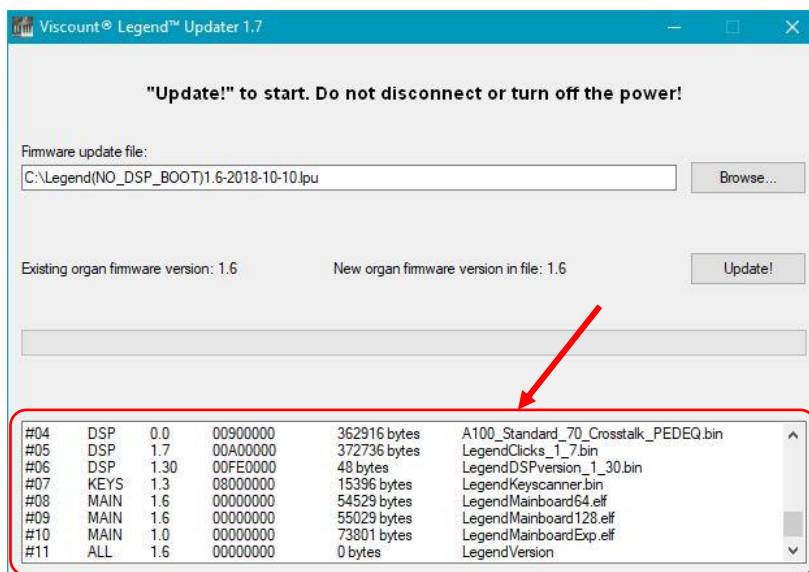 Viscount® Legend™ Updater 1.7
"Update!" to start. Do not disconnect or turn off the power!
Firmware update file:
C:\Legend(NO_DSP_BOOT)1.6-2018-10-10.lpu
Browse...
Existing organ firmware version: 1.6 New organ firmware version in file: 1.6 Update!
#04 DSP 0.0 00900000 362916 bytes A100_Standard_70_Crosstalk_PEDEQ.bin
#05 DSP 1.7 00A00000 372736 bytes LegendClicks_1_7.bin
#06 DSP 1.30 00FE0000 48 bytes LegendDSPversion_1_30.bin
#07 KEYS 1.3 08000000 15396 bytes LegendKeyscanner.bin
#08 MAIN 1.6 00000000 54529 bytes LegendMainboard64.elf
#09 MAIN 1.6 00000000 55029 bytes LegendMainboard128.elf
#10 MAIN 1.0 00000000 73801 bytes LegendMainboardExp.elf
#11 ALL 1.6 00000000 0 bytes LegendVersion